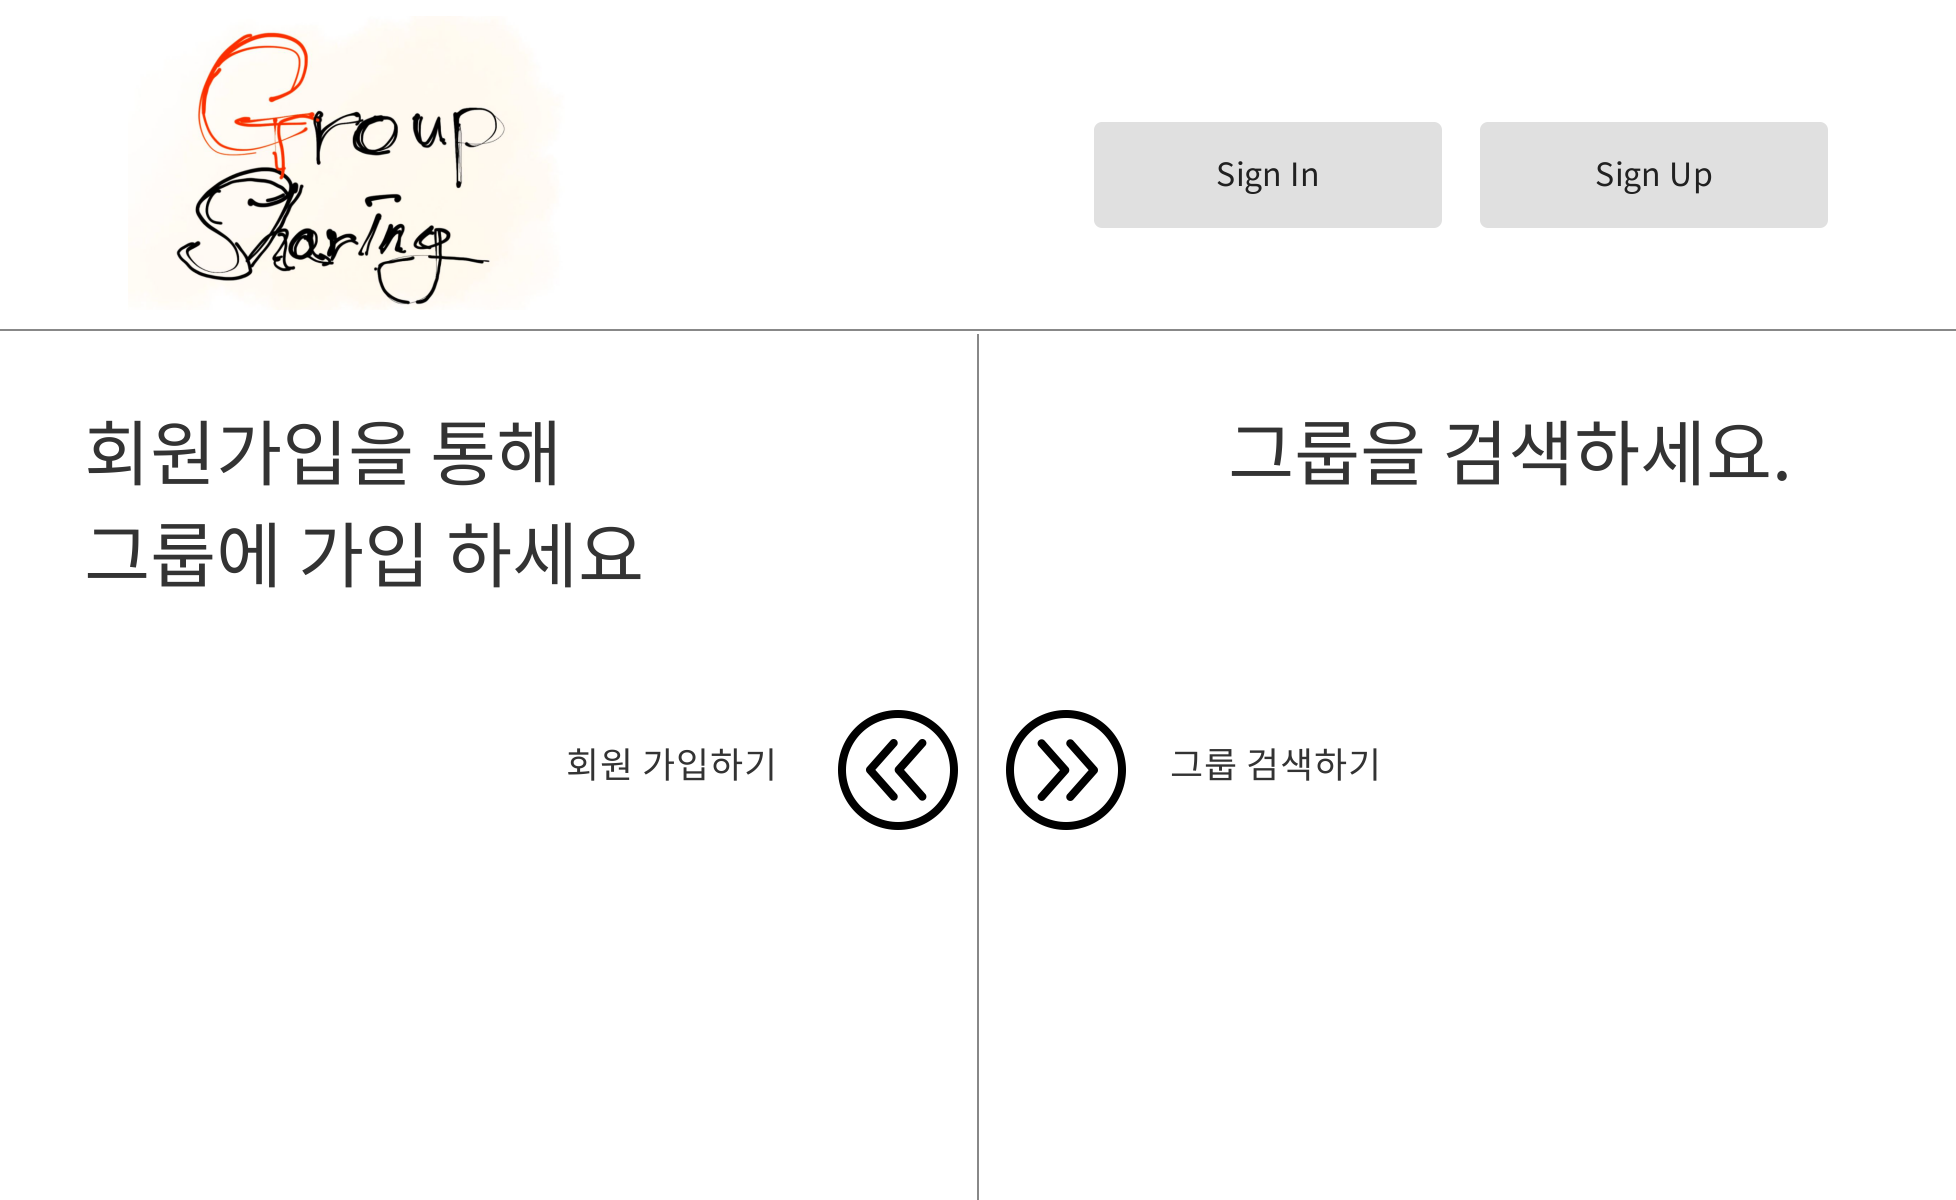 Group
Sharing
Sign In
Sign Up
회원가입을 통해
그룹에 가입 하세요
그룹을 검색하세요.
회원 가입하기
그룹 검색하기